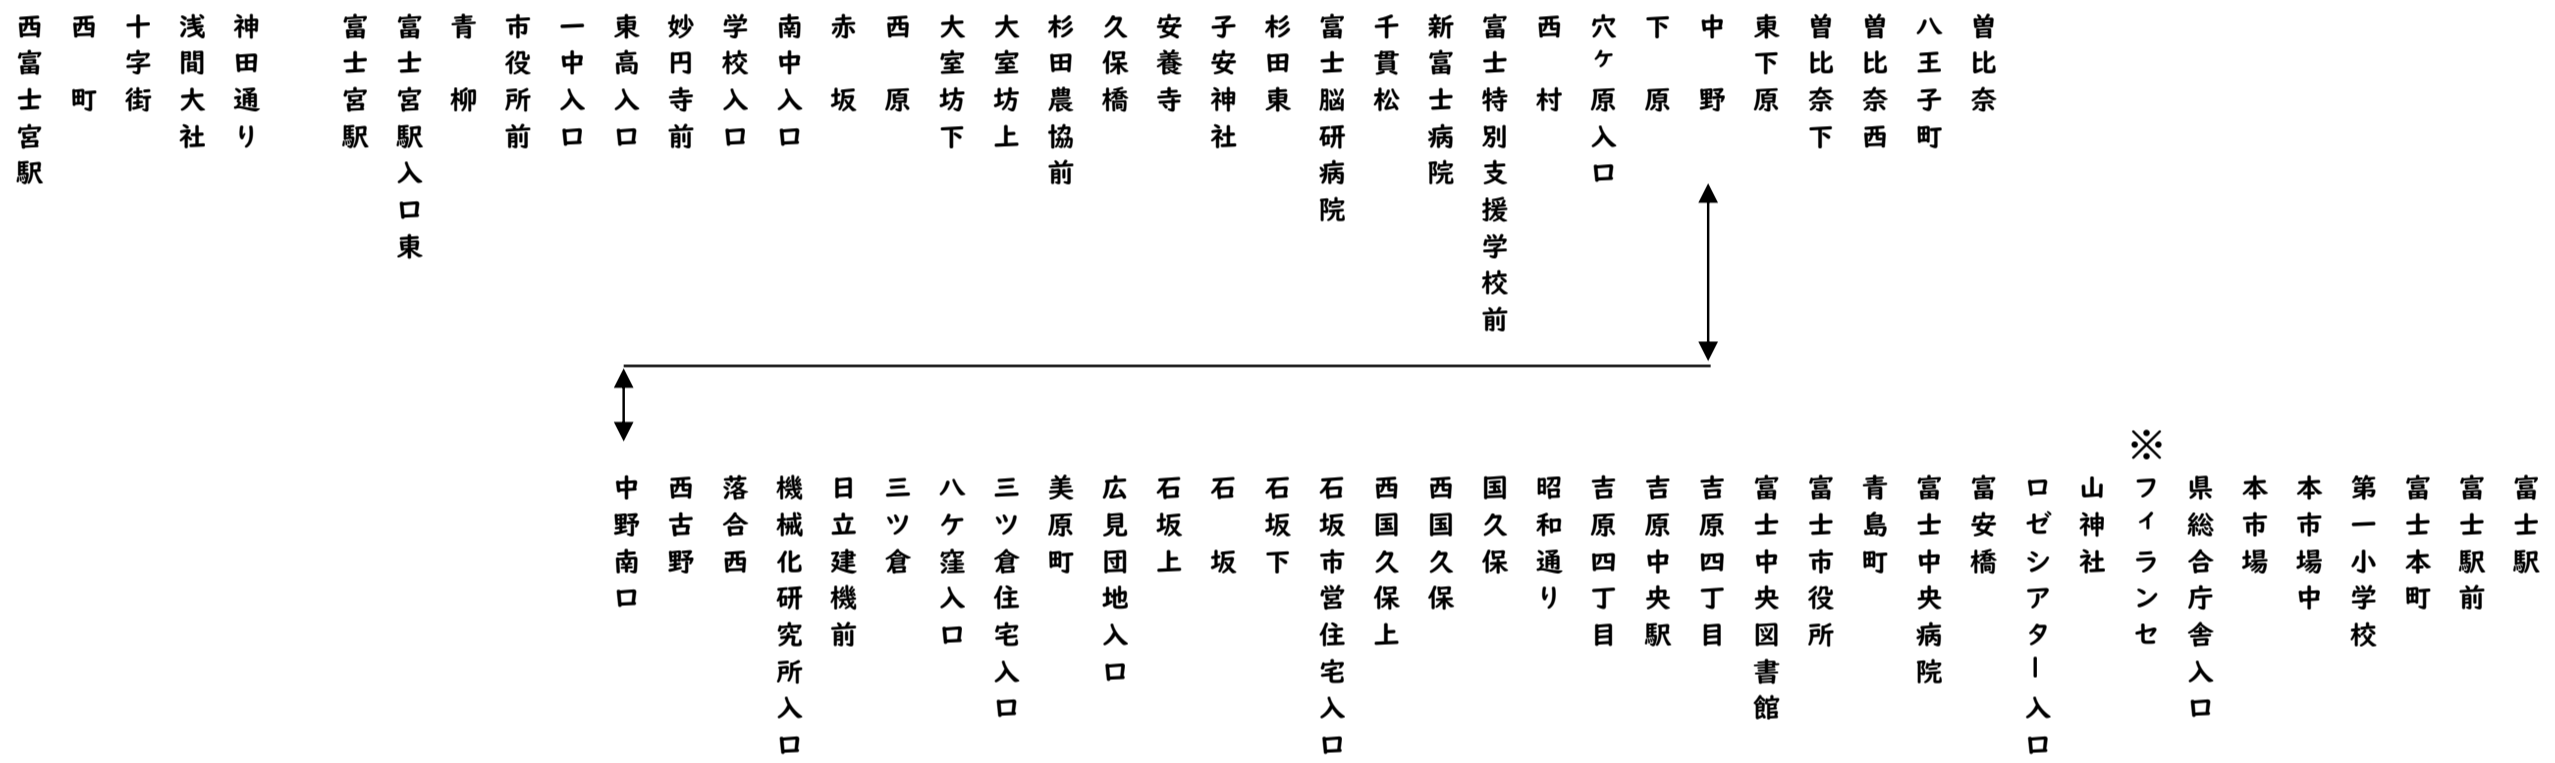 西富士宮駅
西町
十字街
浅間大社
神田通り
富士宮駅
富士宮駅入口東
青柳
市役所前
一中入口
東高入口
妙円寺前
学校入口
南中入口
赤坂
西原
大室坊下
大室坊上
杉田農協前
久保橋
安養寺
子安神社
杉田東
富士脳研病院
千貫松
新富士病院
富士特別支援学校前
西村
穴ケ原入口
下原
中野
東下原
曽比奈下
曽比奈西
八王子町
曽比奈
中野南口
西古野
落合西
機械化研究所入口
日立建機前
三ツ倉
八ケ窪入口
三ツ倉住宅入口
美原町
広見団地入口
石坂上
石坂
石坂下
石坂市営住宅入口
西国久保上
西国久保
国久保
昭和通り
吉原四丁目
吉原中央駅
吉原四丁目
富士中央図書館
富士市役所
青島町
富士中央病院
富安橋
ロゼシアター入口
山神社
※
フィランセ
県総合庁舎入口
本市場
本市場中
第一小学校
富士本町
富士駅前
富士駅